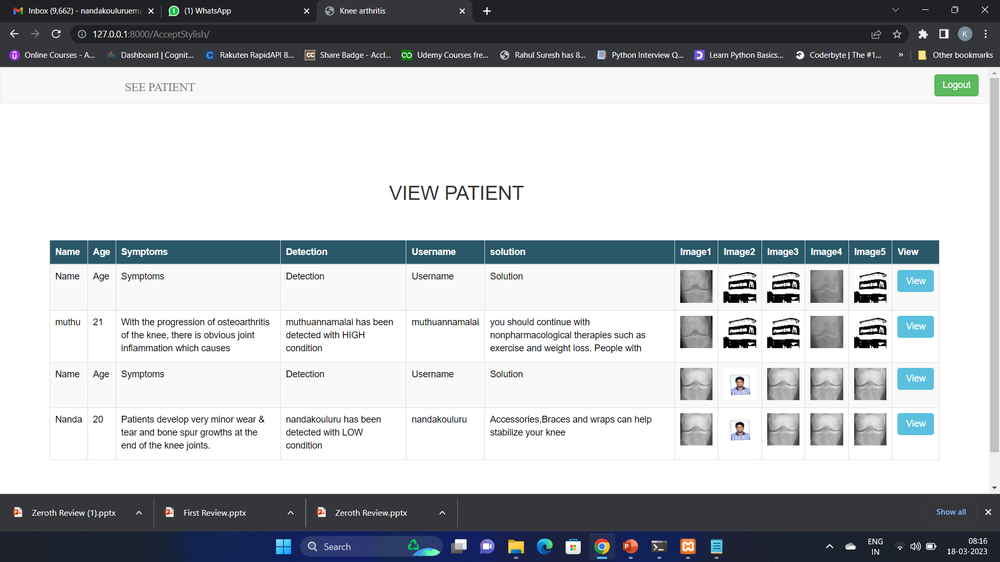 Inbox (9,662) - nandakouluruema
(1) WhatsApp
Knee arthritis
127.0.0.1:8000/AcceptStylish/
K
Online Courses - A...
Dashboard | Cognit...
Rakuten RapidAPI B...
Share Badge - Accl...
Udemy Courses fre...
Rahul Suresh has 8...
Python Interview Q...
Learn Python Basics...
Coderbyte | The #1...
»
Other bookmarks
SEE PATIENT
Logout
VIEW PATIENT
Name Age Symptoms Detection Username solution Image1 Image2 Image3 Image4 Image5 View
Name Age Symptoms Detection Username Solution View
muthu 21 With the progression of osteoarthritis muthuannamalai has been muthuannamalai you should continue with View
of the knee, there is obvious joint detected with HIGH nonpharmacological therapies such as
inflammation which causes condition exercise and weight loss. People with
Name Age Symptoms Detection Username Solution View
Nanda 20 Patients develop very minor wear & nandakouluru has been nandakouluru Accessories,Braces and wraps can help View
tear and bone spur growths at the detected with LOW stabilize your knee
end of the knee joints. condition
Zeroth Review (1).pptx
First Review.pptx
Zeroth Review.pptx
Show all
Search
ENG
IN
08:16
18-03-2023